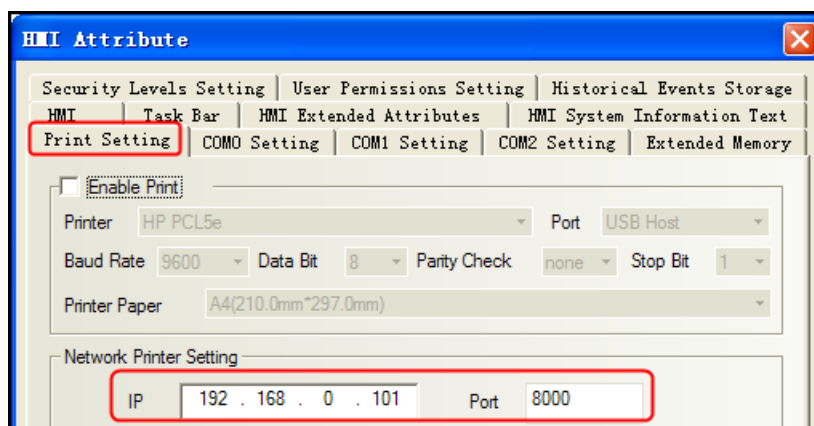 HMI Attribute
Security Levels Setting User Permissions Setting Historical Events Storage
HMI Task Bar HMI Extended Attributes HMI System Information Text
Print Setting COM0 Setting COM1 Setting COM2 Setting Extended Memory
Enable Print
Printer HP PCL5e Port USB Host
Baud Rate 9600 Data Bit 8 Parity Check none Stop Bit 1
Printer Paper A4(210.0mm*297.0mm)
Network Printer Setting
IP 192 . 168 . 0 . 101 Port 8000